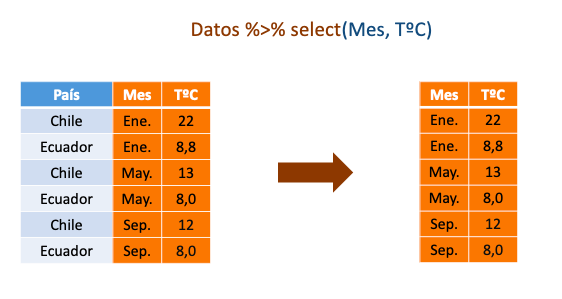 Datos %>% select(Mes, TºC)
País Mes TºC
Chile Ene. 22
Ecuador Ene. 8,8
Chile May. 13
Ecuador May. 8,0
Chile Sep. 12
Ecuador Sep. 8,0
Mes TºC
Ene. 22
Ene. 8,8
May. 13
May. 8,0
Sep. 12
Sep. 8,0